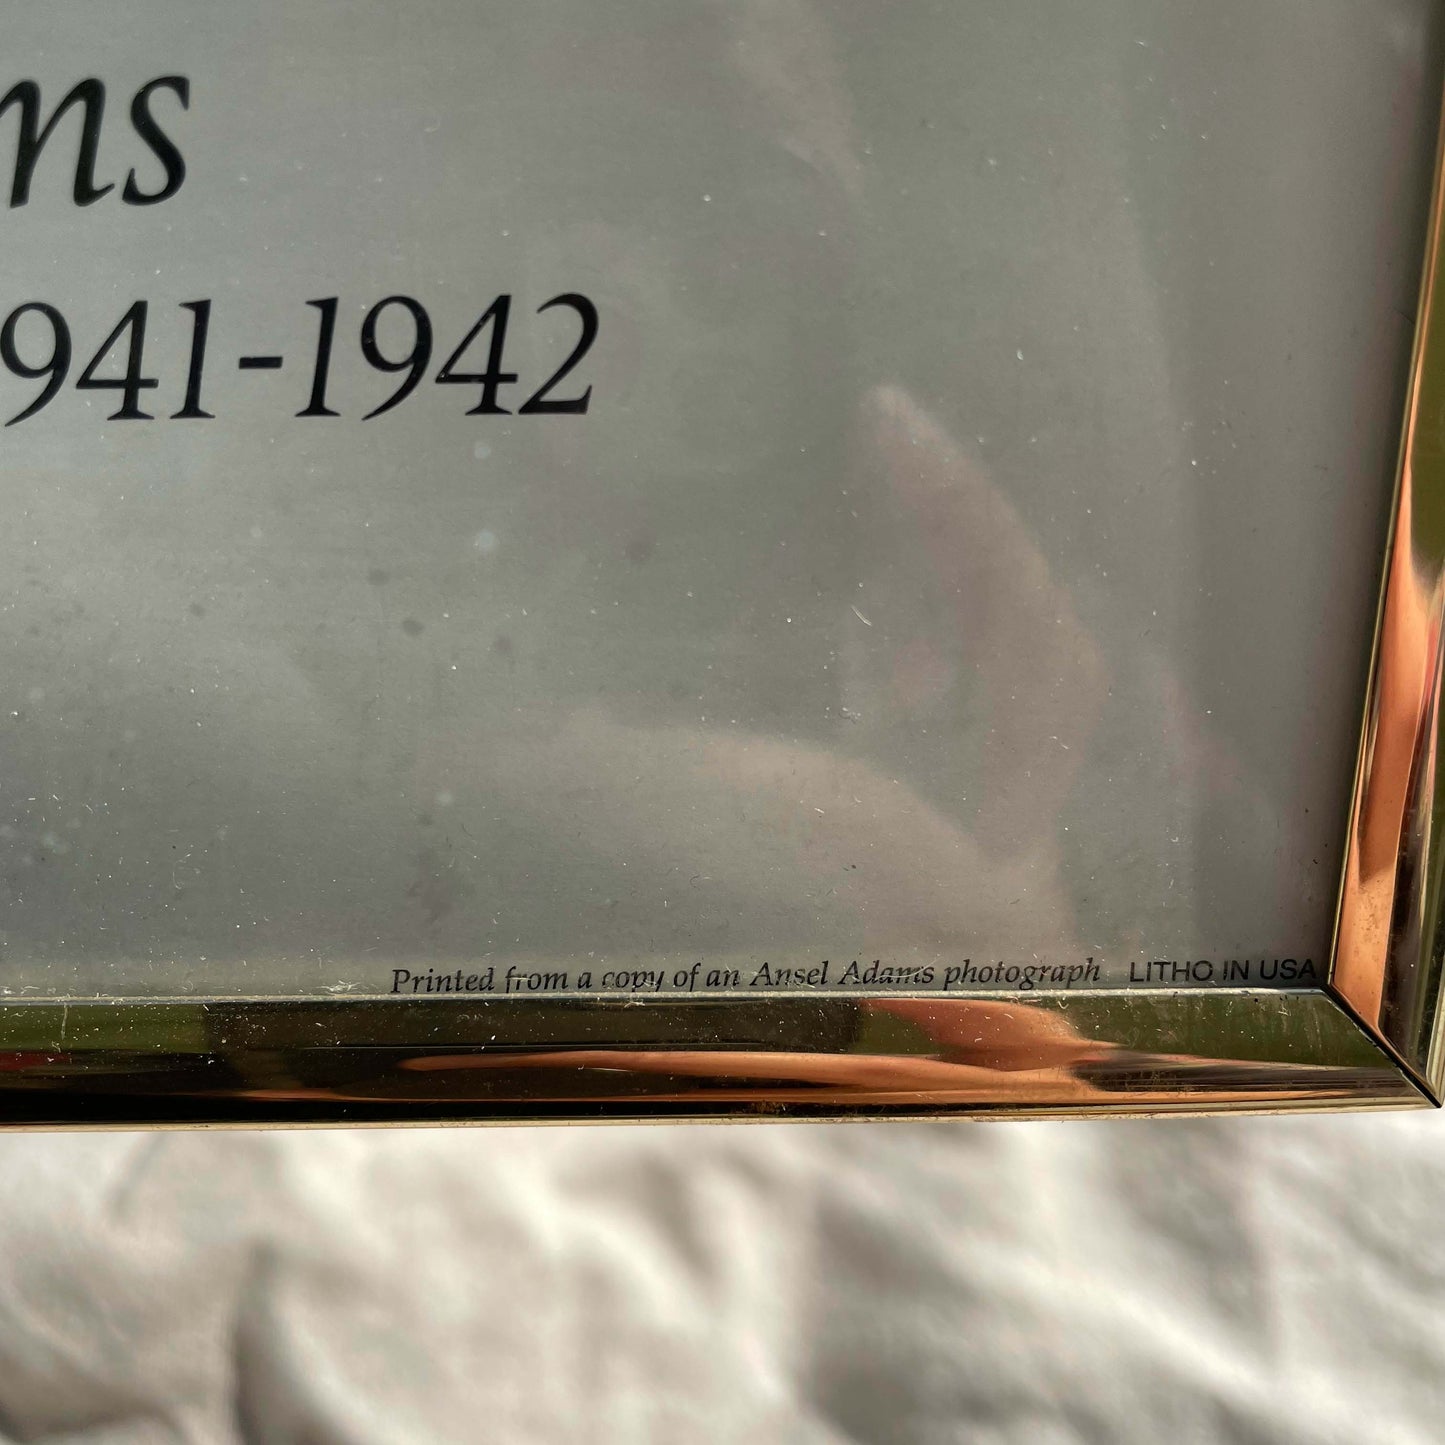 ms
941-1942
Printed from a copy of an Ansel Adams photograph LITHO IN USA